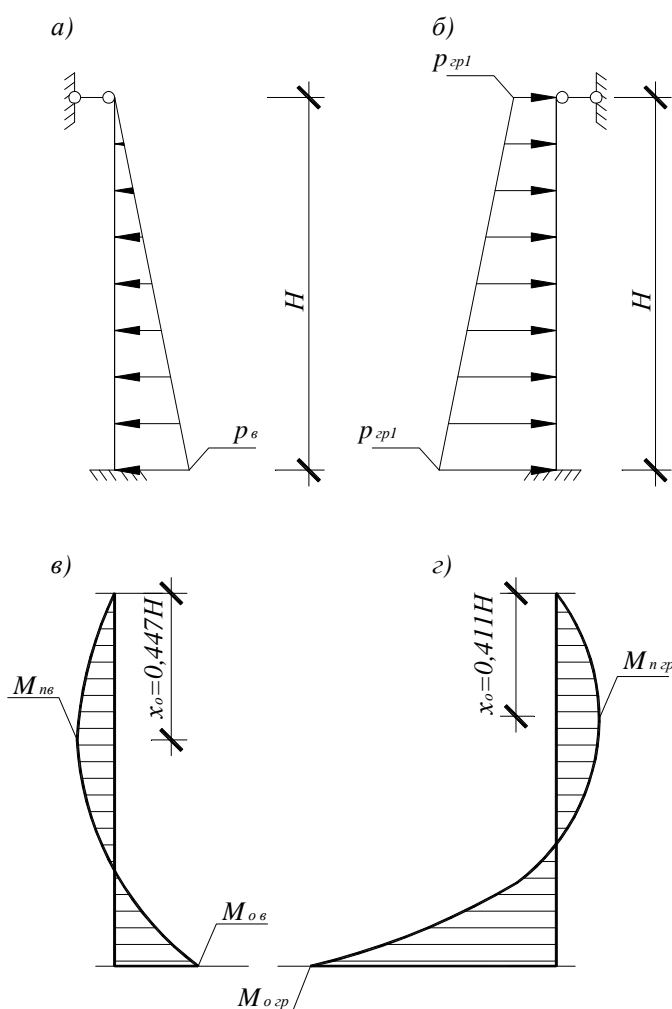 а)
б)
p гр1
H
H
p в
p гр1
в)
г)
x о=0,447H
x о=0,411H
M пв
M п гр
M о в
M о гр